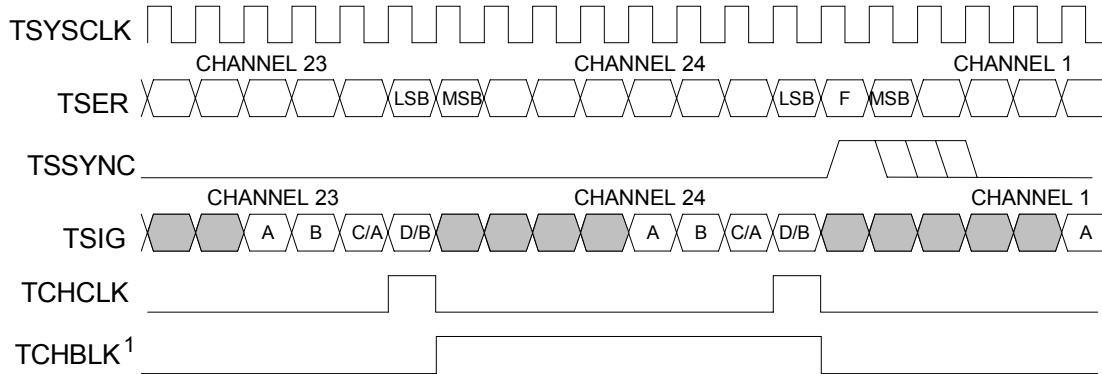 TSYSCLK
CHANNEL 23 CHANNEL 24 CHANNEL 1
TSER LSB MSB LSB F MSB
TSSYNC
CHANNEL 23 CHANNEL 24 CHANNEL 1
TSIG A B C/A D/B A B C/A D/B A
TCHCLK
TCHBLK1